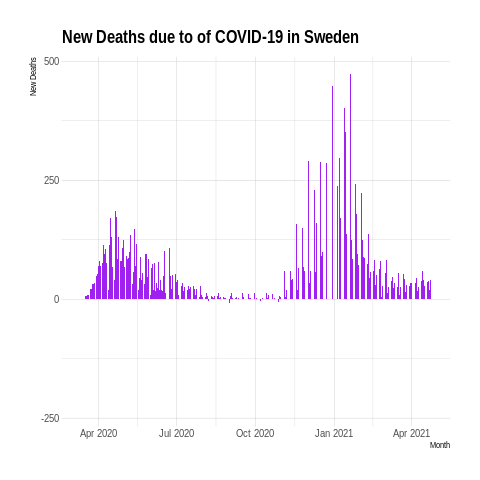 New Deaths due to of COVID-19 in Sweden
New Deaths
500
250
0
-250
Apr 2020
Jul 2020
Oct 2020
Jan 2021
Apr 2021
Month